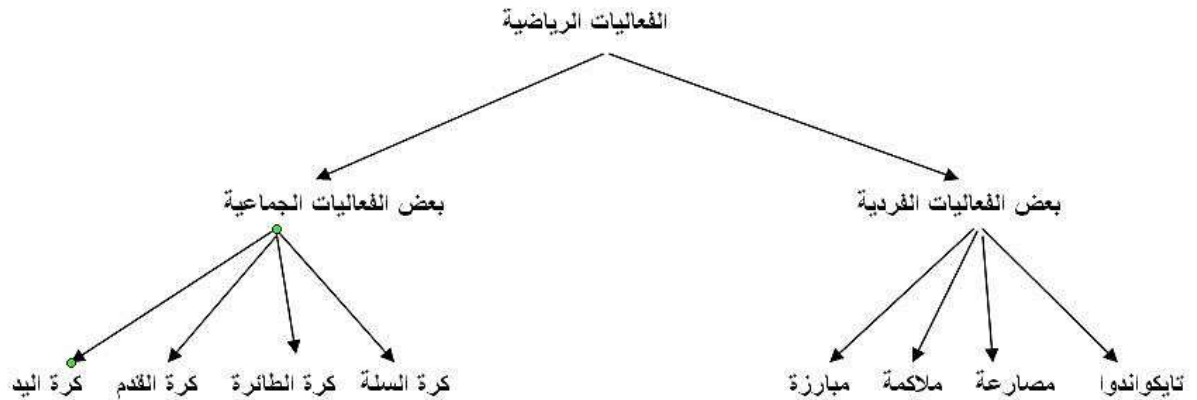 الفعاليات الرياضية
بعض الفعاليات الفردية
بعض الفعاليات الجماعية
تايكواندوا
مصارعة
ملاكمة
مبارزة
كرة السلة
كرة الطائرة
كرة القدم
كرة اليد